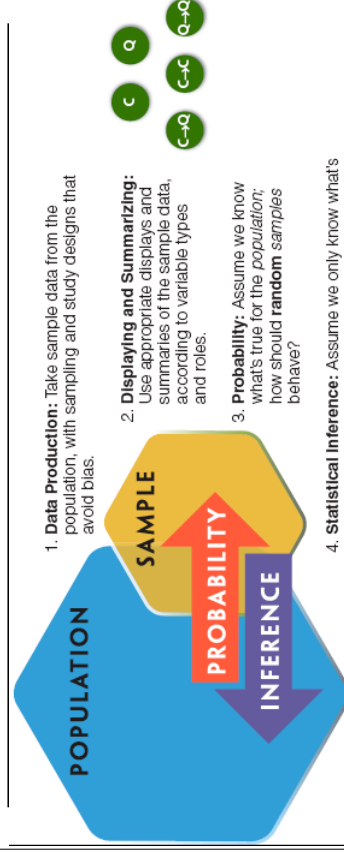 POPULATION
SAMPLE
PROBABILITY
INFERENCE
1. Data Production: Take sample data from the
population, with sampling and study designs that
avoid bias.
2. Displaying and Summarizing:
Use appropriate displays and
summaries of the sample data,
according to variable types
and roles.
C
Q
C→Q
C→C
Q→Q
3. Probability: Assume we know
what's true for the population;
how should random samples
behave?
4. Statistical Inference: Assume we only know what's